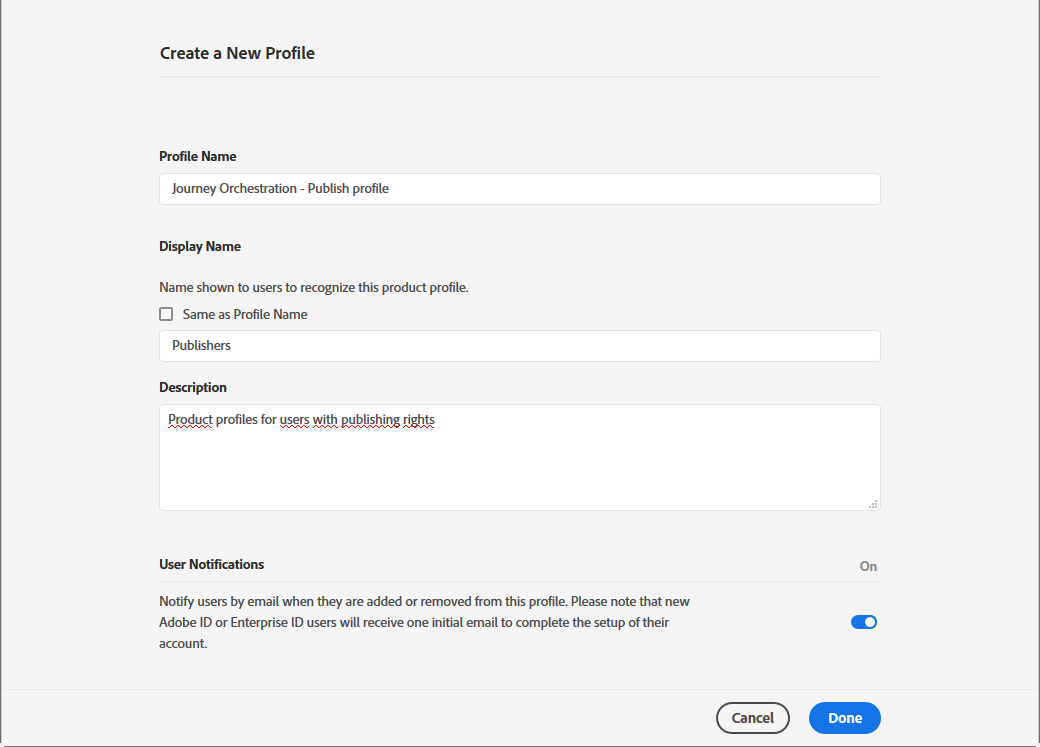 Create a New Profile
Profile Name
Journey Orchestration - Publish profile
Display Name
Name shown to users to recognize this product profile.
Same as Profile Name
Publishers
Description
Product profiles for users with publishing rights
User Notifications
On
Notify users by email when they are added or removed from this profile. Please note that new
Adobe ID or Enterprise ID users will receive one initial email to complete the setup of their
account.
Cancel
Done